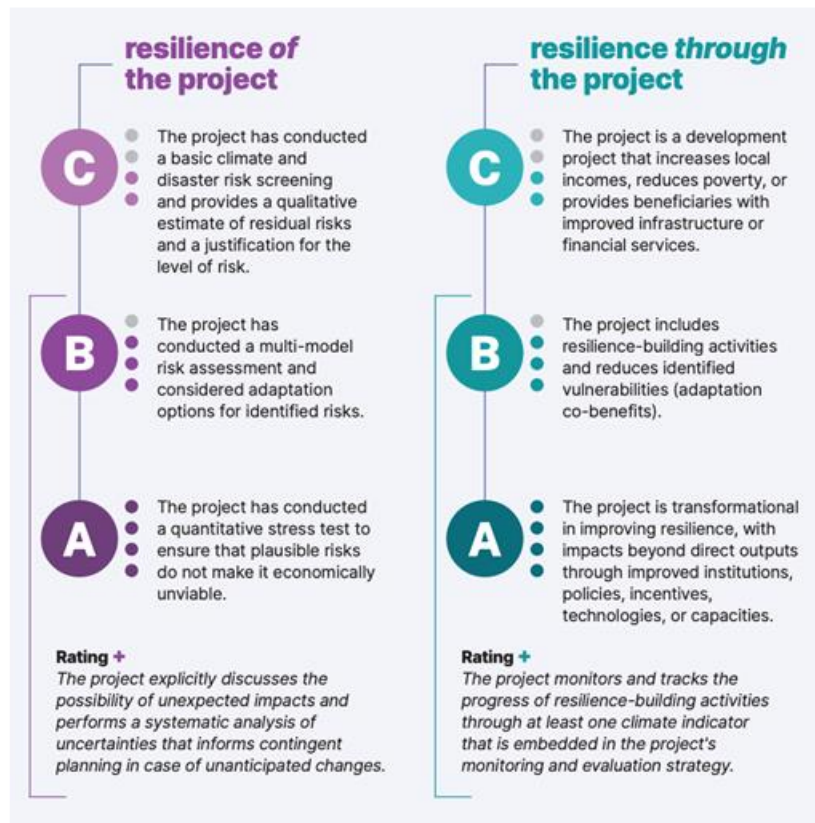 resilience of
the project
C
The project has conducted
a basic climate and
disaster risk screening
and provides a qualitative
estimate of residual risks
and a justification for the
level of risk.
B
The project has
conducted a multi-model
risk assessment and
considered adaptation
options for identified risks.
A
The project has conducted
a quantitative stress test to
ensure that plausible risks
do not make it economically
unviable.
Rating +
The project explicitly discusses the
possibility of unexpected impacts and
performs a systematic analysis of
uncertainties that informs contingent
planning in case of unanticipated changes.
resilience through
the project
C
The project is a development
project that increases local
incomes, reduces poverty, or
provides beneficiaries with
improved infrastructure or
financial services.
B
The project includes
resilience-building activities
and reduces identified
vulnerabilities (adaptation
co-benefits).
A
The project is transformational
in improving resilience, with
impacts beyond direct outputs
through improved institutions,
policies, incentives,
technologies, or capacities.
Rating +
The project monitors and tracks the
progress of resilience-building activities
through at least one climate indicator
that is embedded in the project's
monitoring and evaluation strategy.